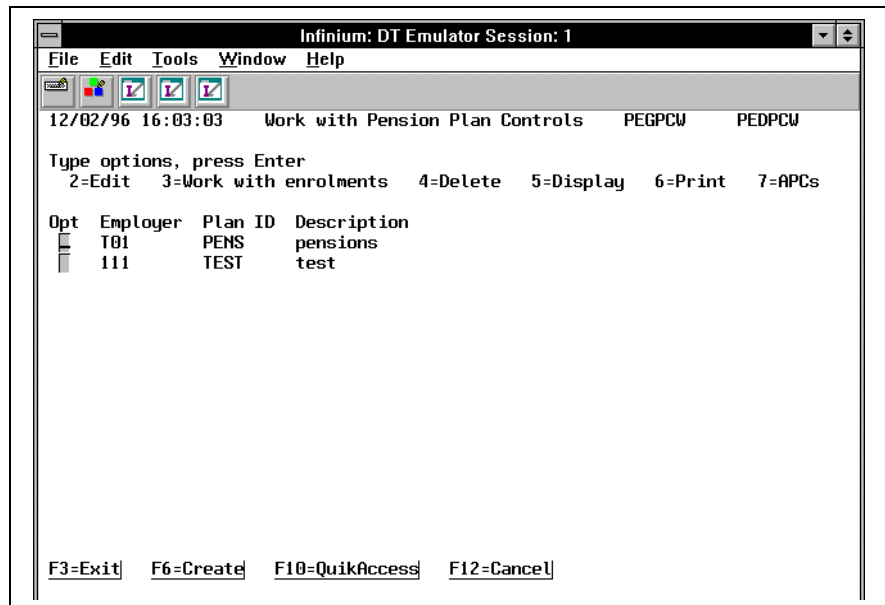 Infinium: DT Emulator Session: 1
File Edit Tools Window Help
12/02/96 16:03:03 Work with Pension Plan Controls PEGPCW PEDPCW
Type options, press Enter
2=Edit 3=Work with enrolments 4=Delete 5=Display 6=Print 7=APCs
Opt Employer Plan ID Description
T01 PENS pensions
111 TEST test
F3=Exit F6=Create F10=QuikAccess F12=Cancel